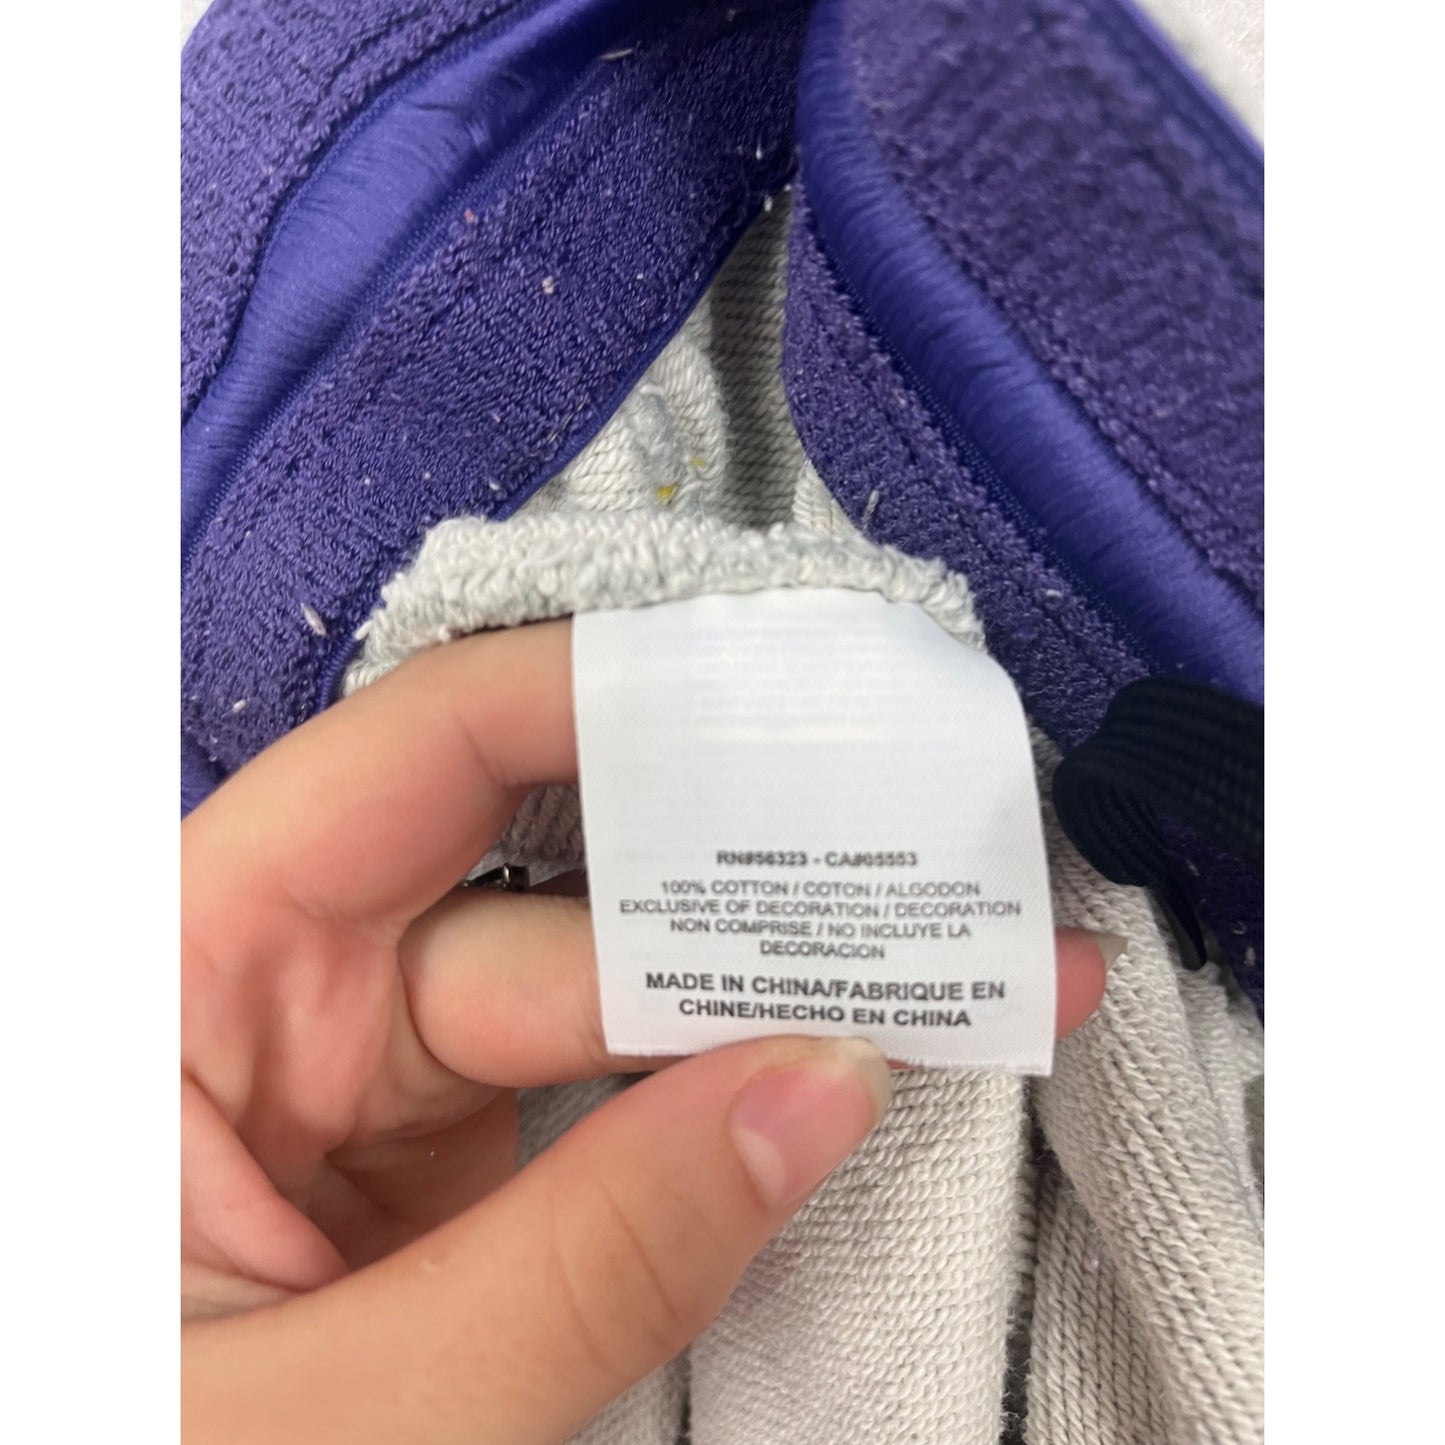 RN#56323 - CA#05553
100% COTTON / COTON / ALGODON
EXCLUSIVE OF DECORATION / DECORATION
NON COMPRISE / NO INCLUYE LA
DECORACION
MADE IN CHINA/FABRIQUE EN
CHINE/HECHO EN CHINA